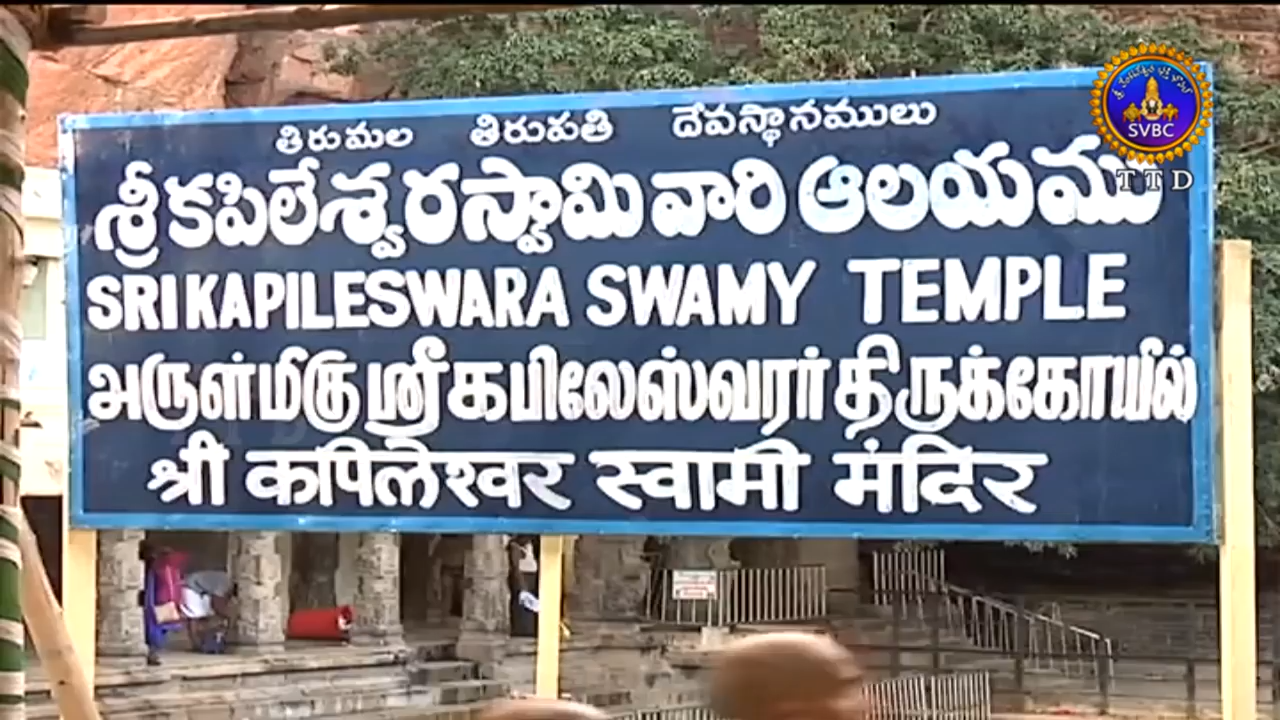 తిరుమల తిరుపతి దేవస్థానములు
శ్రీకపిలేశ్వరస్వామి వారి ఆలయము
SRI KAPILESWARA SWAMY TEMPLE
அருள்மிகு ஸ்ரீ கபிலேஸ்வரர் திருக்கோயில்
श्री कपिलेश्वर स्वामी मंदिर
SVBC
TTD